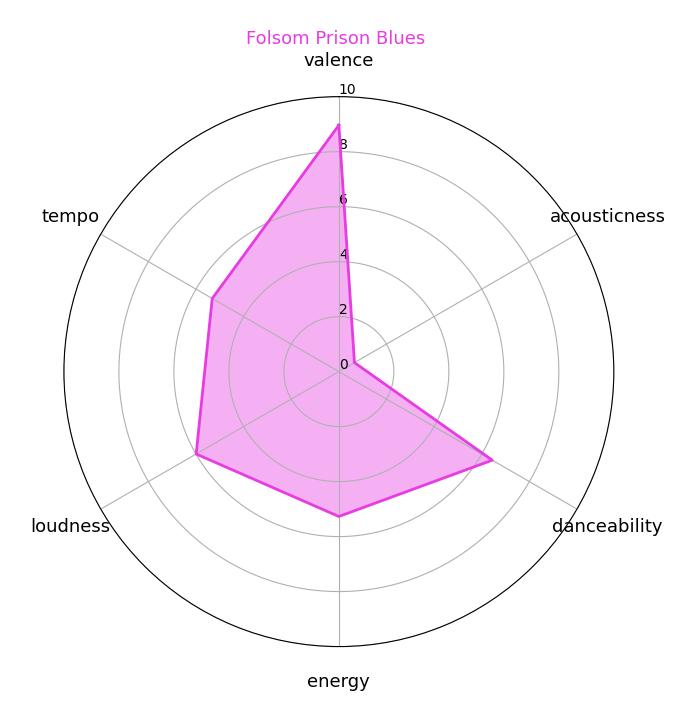 Folsom Prison Blues
valence
10
8
6
4
2
0
tempo
acousticness
loudness
danceability
energy